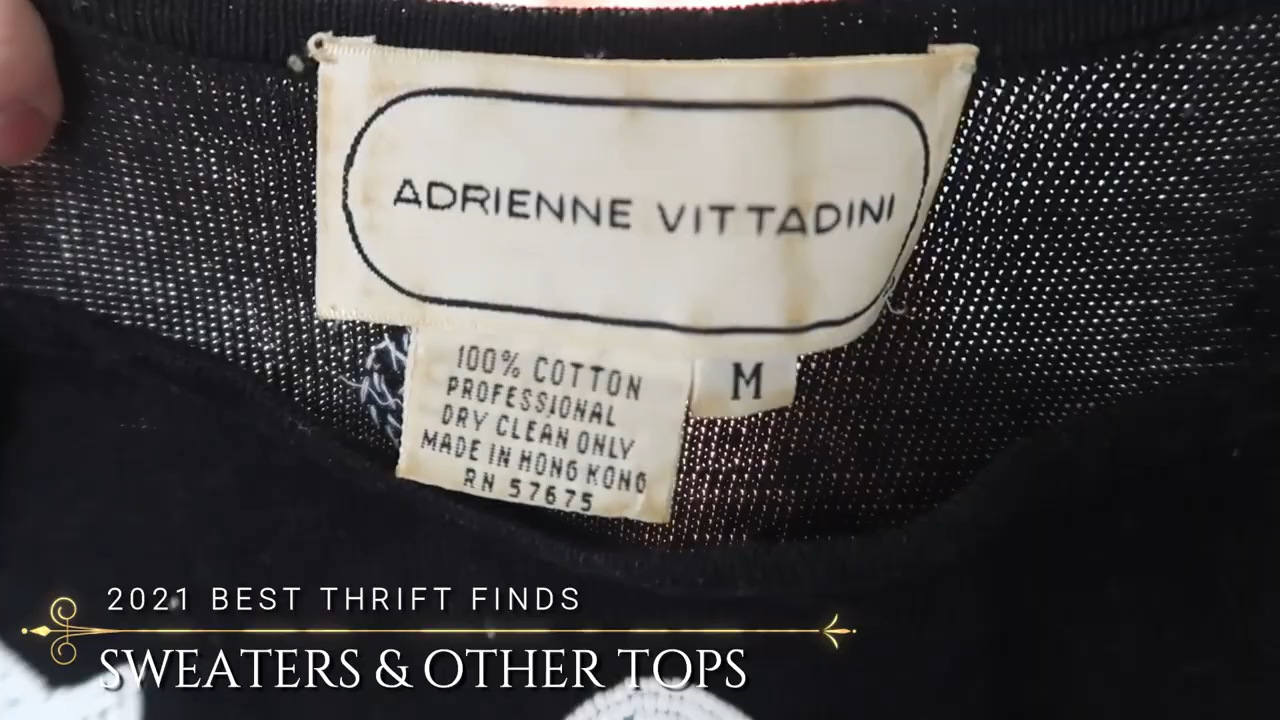 ADRIENNE VITTADINI
100% COTTON
PROFESSIONAL
DRY CLEAN ONLY
MADE IN HONG KONG
RN 57675
M
2021 BEST THRIFT FINDS
SWEATERS & OTHER TOPS